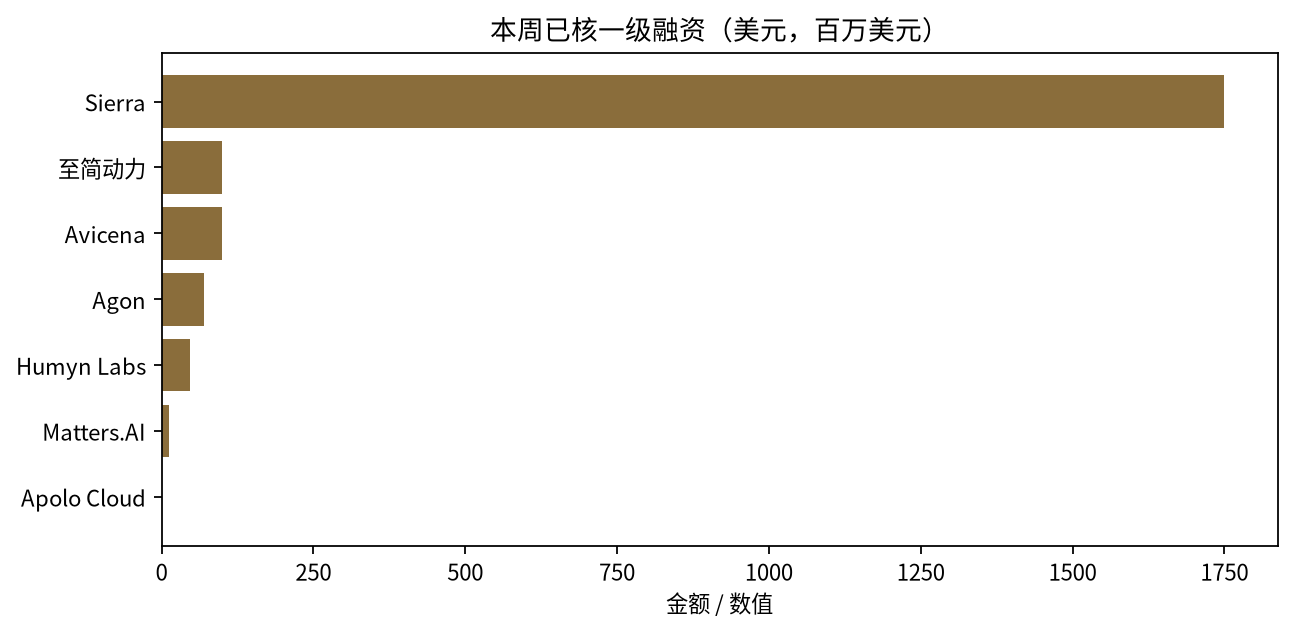 本周已核一级融资（美元，百万美元）
Sierra
至简动力
Avicena
Agon
Humyn Labs
Matters.AI
Apolo Cloud
0 250 500 750 1000 1250 1500 1750
金额 / 数值